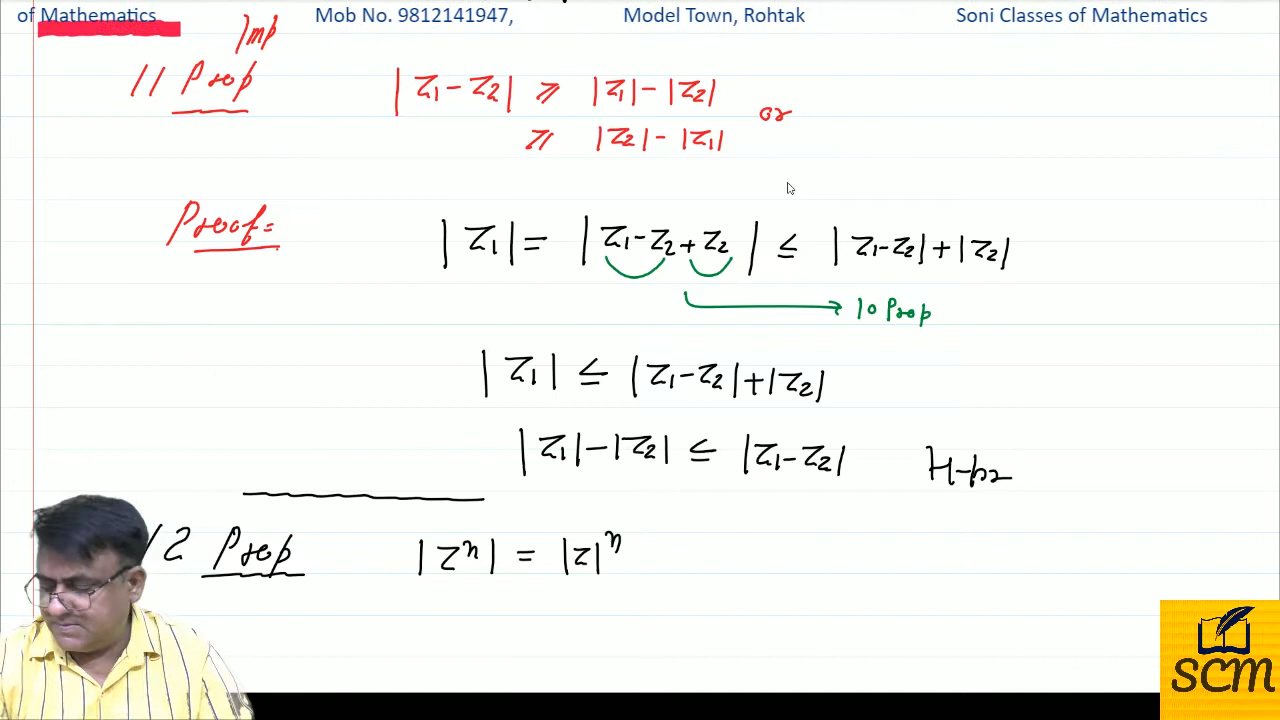 of Mathematics Mob No. 9812141947, Model Town, Rohtak Soni Classes of Mathematics
Imp
11 Prop |Z1 - Z2| ≥ |Z1| - |Z2| or
≥ |Z2| - |Z1|
Proof= |Z1| = |Z1 - Z2 + Z2| ≤ |Z1 - Z2| + |Z2|
10 Prop
|Z1| ≤ |Z1 - Z2| + |Z2|
|Z1| - |Z2| ≤ |Z1 - Z2|
12 Prop |Zⁿ| = |z|ⁿ
SCM